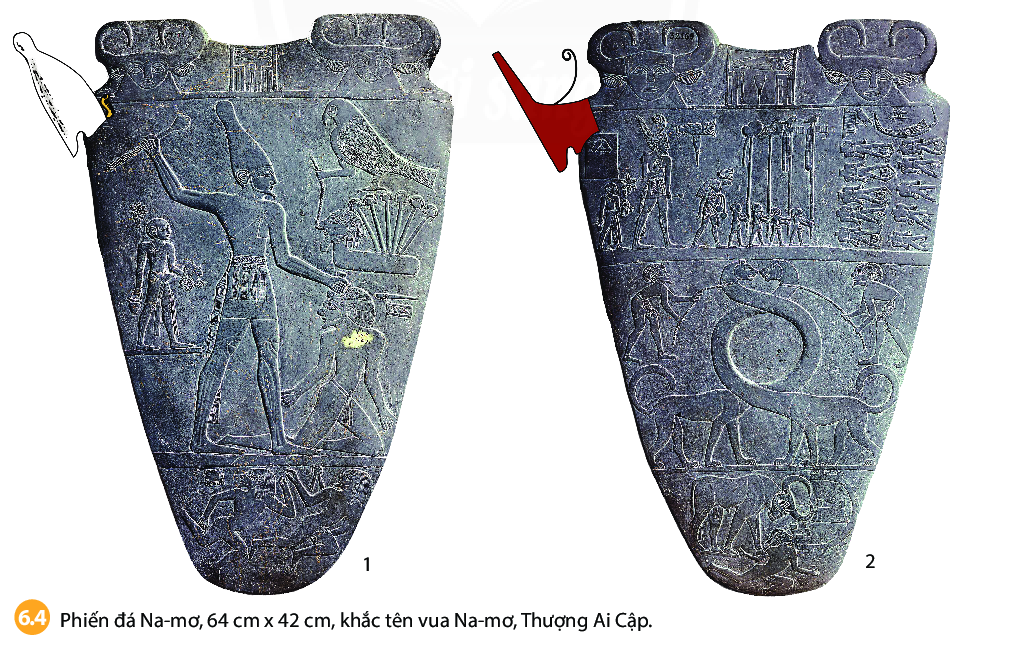 1
2
6.4 Phiến đá Na-mơ, 64 cm x 42 cm, khắc tên vua Na-mơ, Thượng Ai Cập.